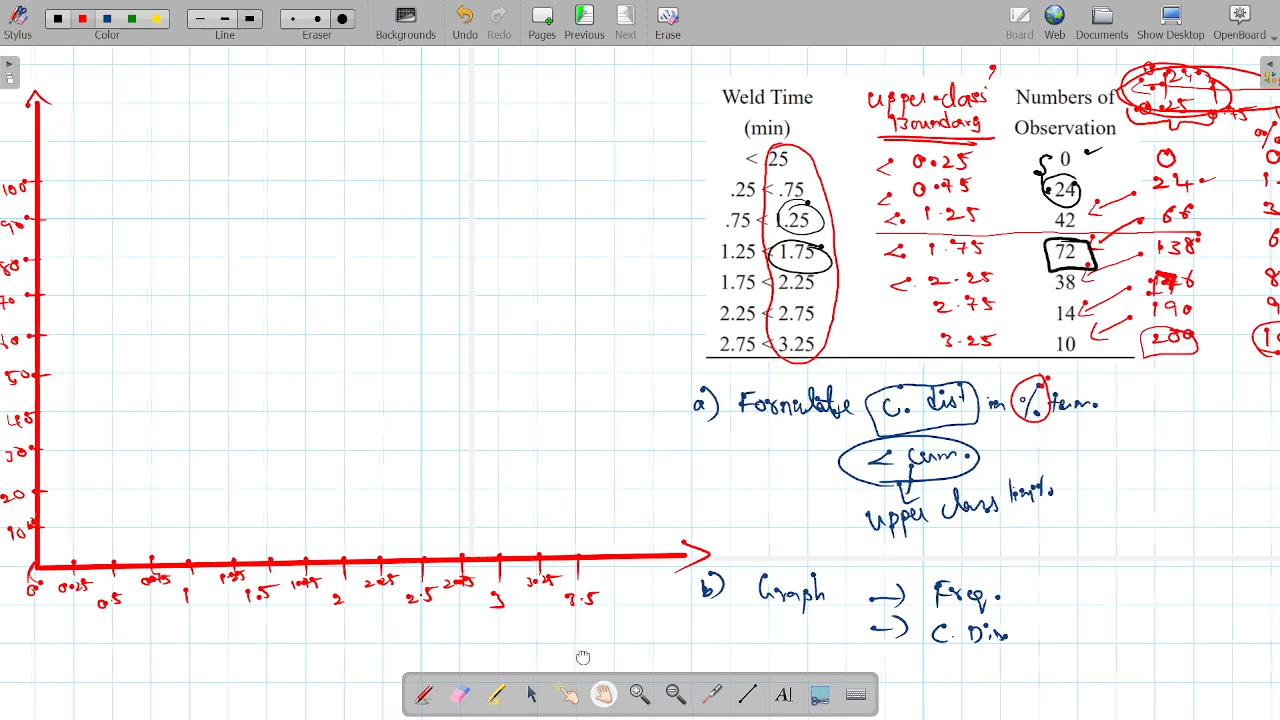 Stylus Color Line Eraser Backgrounds Undo Redo Pages Previous Next Erase Board Web Documents Show Desktop OpenBoard
Weld Time upper class Numbers of
(min) Boundary Observation
< 25 < 0.25 0 0
.25 < .75 < 0.75 24 24
.75 < 1.25 < 1.25 42 66
1.25 < 1.75 < 1.75 72 138
1.75 < 2.25 < 2.25 38 176
2.25 < 2.75 2.75 14 190
2.75 < 3.25 3.25 10 200
a) Formulative C. dist in % term.
< cum.
upper class limits
b) Graph → Freq.
→ C. Dis
100
90
80
70
60
50
40
30
20
10
0 0.25 0.5 0.75 1 1.25 1.5 1.75 2 2.25 2.5 2.75 3 3.25 3.5